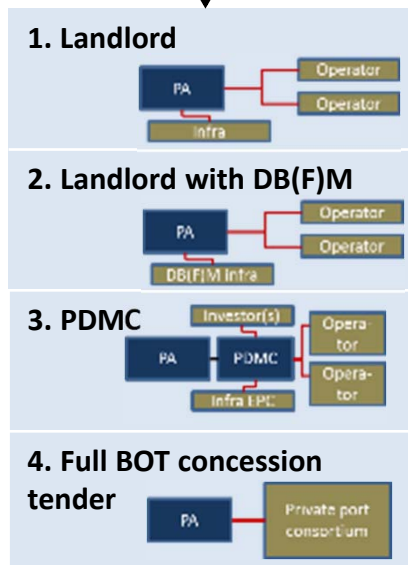 1. Landlord
Operator
PA
Operator
Infra
2. Landlord with DB(F)M
Operator
PA
Operator
DB(F)M Infra
3. PDMC
Investor(s)
Opera-
tor
PA
PDMC
Opera-
tor
Infra EPC
4. Full BOT concession
tender
PA
Private port
consortium